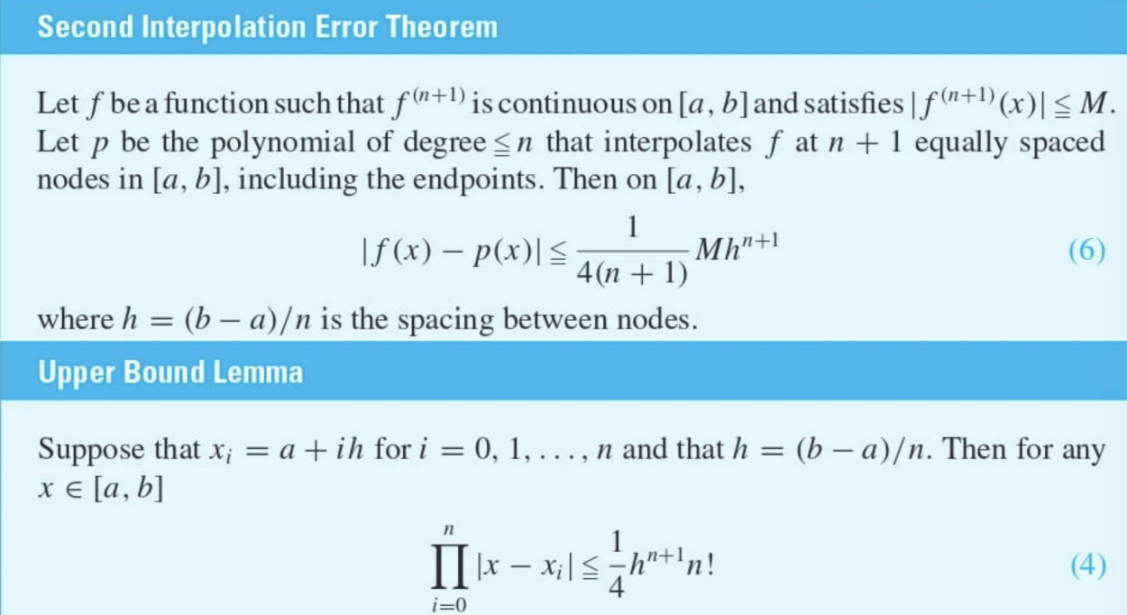 Second Interpolation Error Theorem
Let f be a function such that f^(n+1) is continuous on [a, b] and satisfies |f^(n+1)(x)| ≦ M.
Let p be the polynomial of degree ≦ n that interpolates f at n + 1 equally spaced
nodes in [a, b], including the endpoints. Then on [a, b],
|f(x) − p(x)| ≦ 1/(4(n + 1)) Mh^(n+1) (6)
where h = (b − a)/n is the spacing between nodes.
Upper Bound Lemma
Suppose that x_i = a + ih for i = 0, 1, . . . , n and that h = (b − a)/n. Then for any
x ∈ [a, b]
∏_{i=0}^{n} |x − x_i| ≦ 1/4 h^(n+1) n! (4)